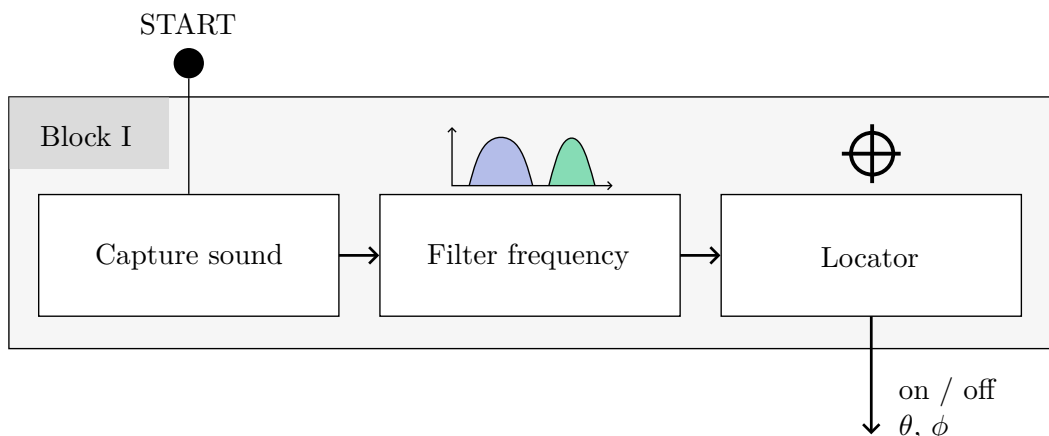 START
Block I
Capture sound
Filter frequency
Locator
on / off
θ, ϕ